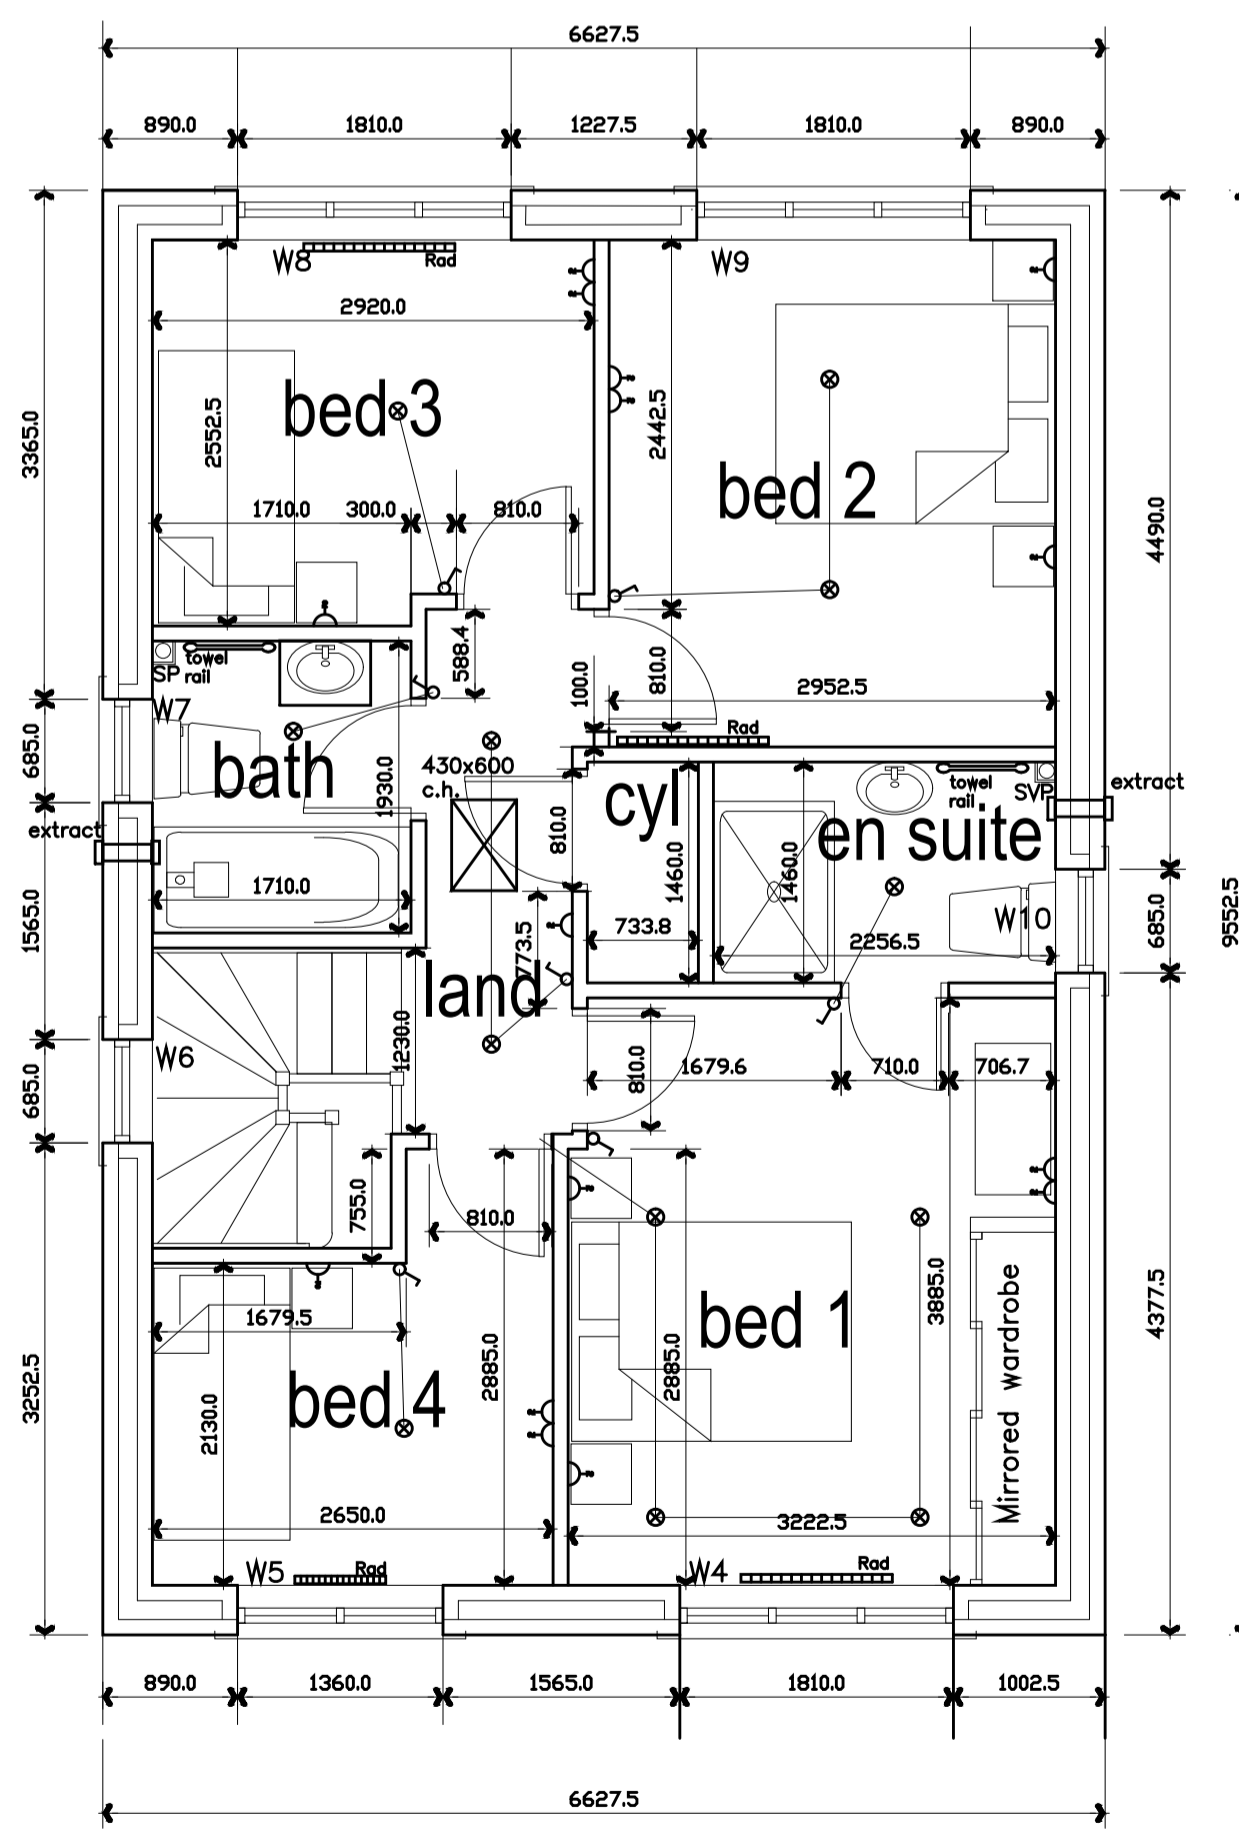 6627.5
890.0 1810.0 1227.5 1810.0 890.0
W8 Rad W9
2920.0
3365.0
2552.5
bed 3
2442.5
bed 2
4490.0
1710.0 300.0 810.0
588.4
100.0
810.0
2952.5
SP
towel
rail
W7
685.0
bath
1930.0
430x600
c.h.
810.0
Rad
cyl
1460.0
1460.0
towel
rail
SVP
extract
en suite
extract
1710.0
1565.0
733.8
2256.5
W10
685.0
9552.5
773.5
land
W6
1230.0
685.0
810.0
1679.6 710.0 706.7
755.0
810.0
1679.5
bed 4
2130.0
2885.0
3252.5
2885.0
bed 1
3885.0
Mirrored wardrobe
4377.5
2650.0
3222.5
W5 Rad W4 Rad
890.0 1360.0 1565.0 1810.0 1002.5
6627.5